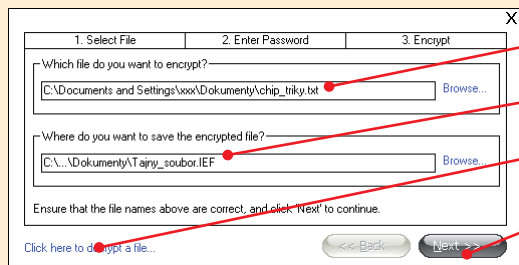 X
1. Select File 2. Enter Password 3. Encrypt
Which file do you want to encrypt?
C:\Documents and Settings\xxx\Dokumenty\chip_triky.txt Browse...
Where do you want to save the encrypted file?
C:\...\Dokumenty\Tajny_soubor.IEF Browse...
Ensure that the file names above are correct, and click 'Next' to continue.
Click here to decrypt a file... << Back Next >>